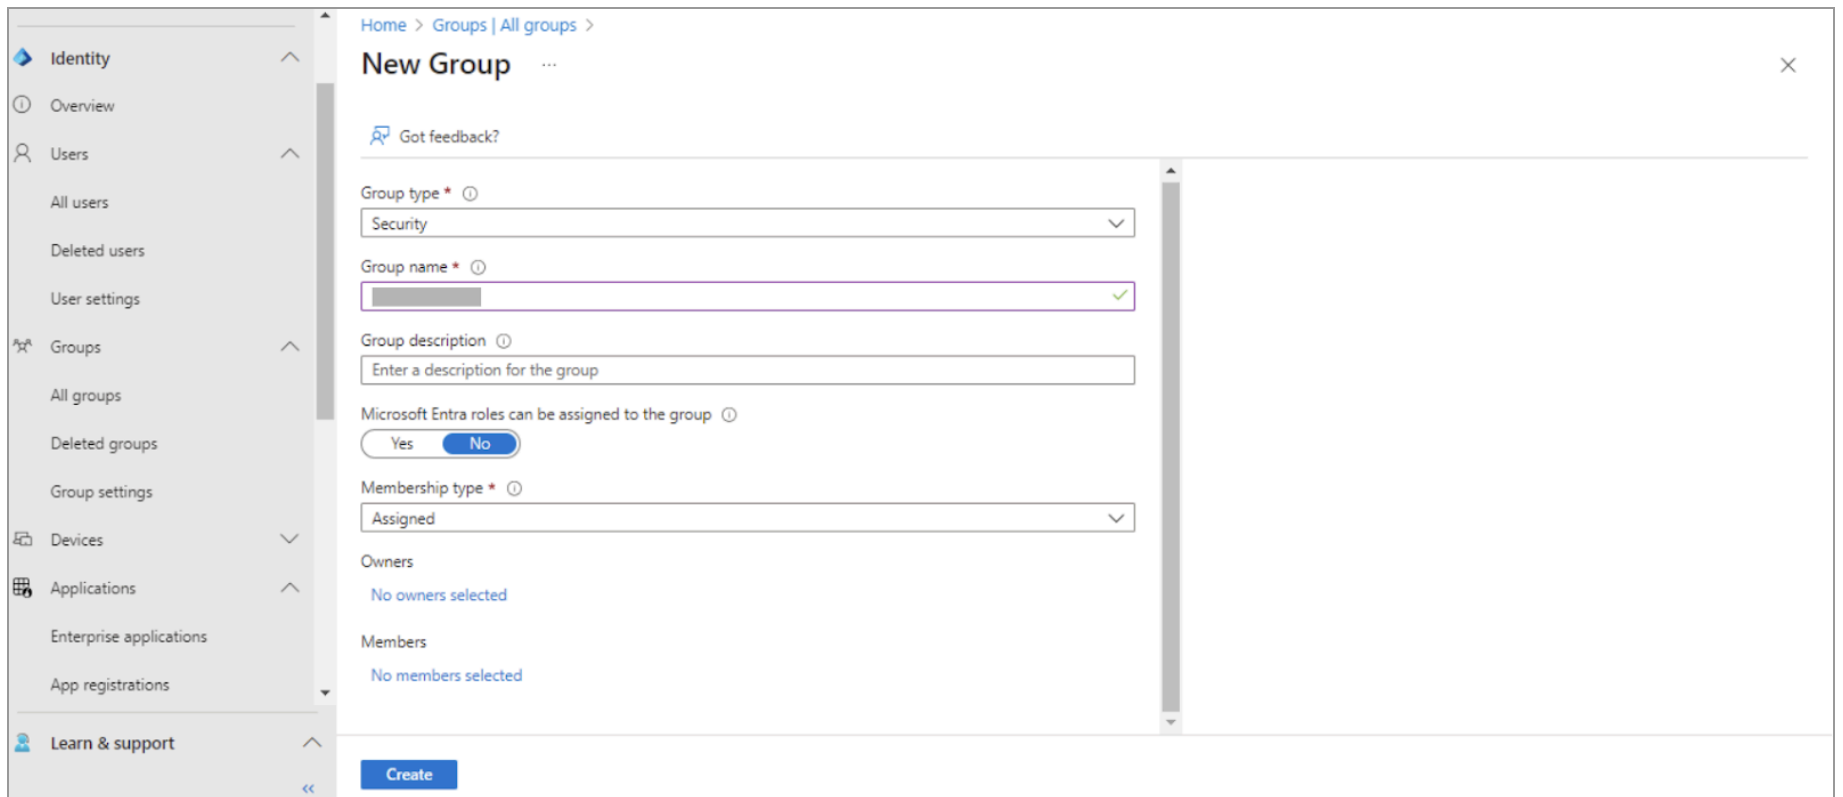 Identity
Overview
Users
All users
Deleted users
User settings
Groups
All groups
Deleted groups
Group settings
Devices
Applications
Enterprise applications
App registrations
Learn & support
Home > Groups | All groups >
New Group ...
Got feedback?
Group type *
Security
Group name *
Group description
Enter a description for the group
Microsoft Entra roles can be assigned to the group
Yes No
Membership type *
Assigned
Owners
No owners selected
Members
No members selected
Create